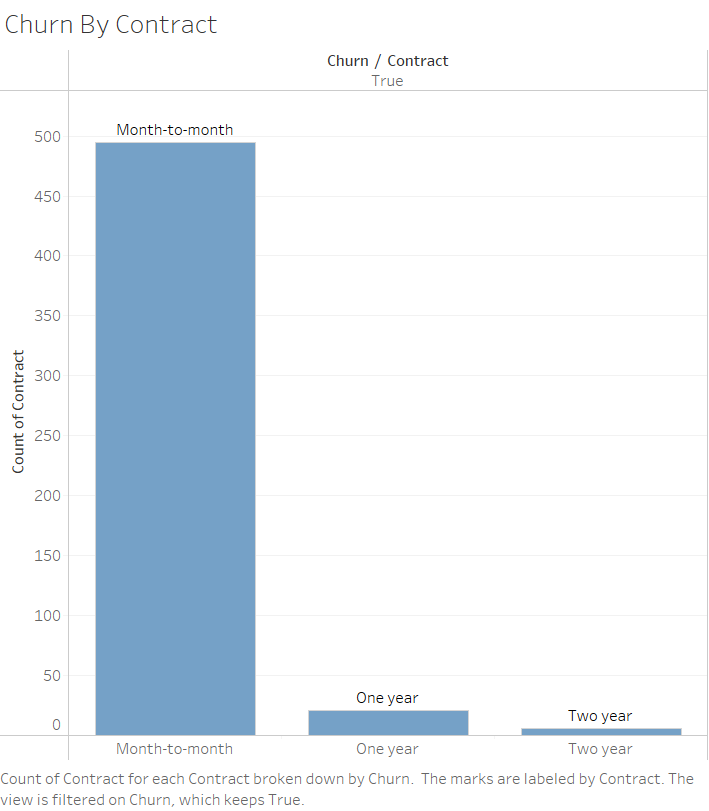 Churn By Contract
Churn / Contract
True
Count of Contract
500
450
400
350
300
250
200
150
100
50
0
Month-to-month
One year
Two year
Month-to-month
One year
Two year
Count of Contract for each Contract broken down by Churn.  The marks are labeled by Contract. The
view is filtered on Churn, which keeps True.